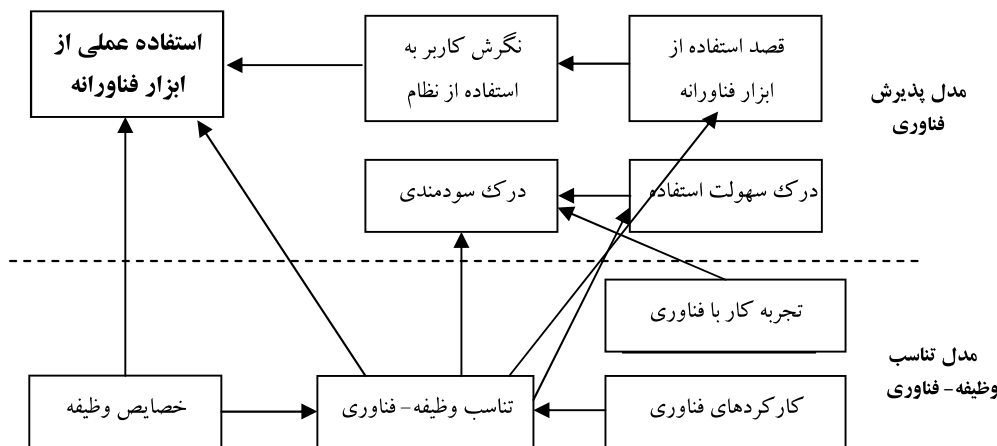 قصد استفاده از
ابزار فناورانه
نگرش کاربر به
استفاده از نظام
استفاده عملی از
ابزار فناورانه
مدل پذیرش
فناوری
درک سهولت استفاده
درک سودمندی
تجربه کار با فناوری
مدل تناسب
وظیفه- فناوری
کارکردهای فناوری
تناسب وظیفه- فناوری
خصایص وظیفه